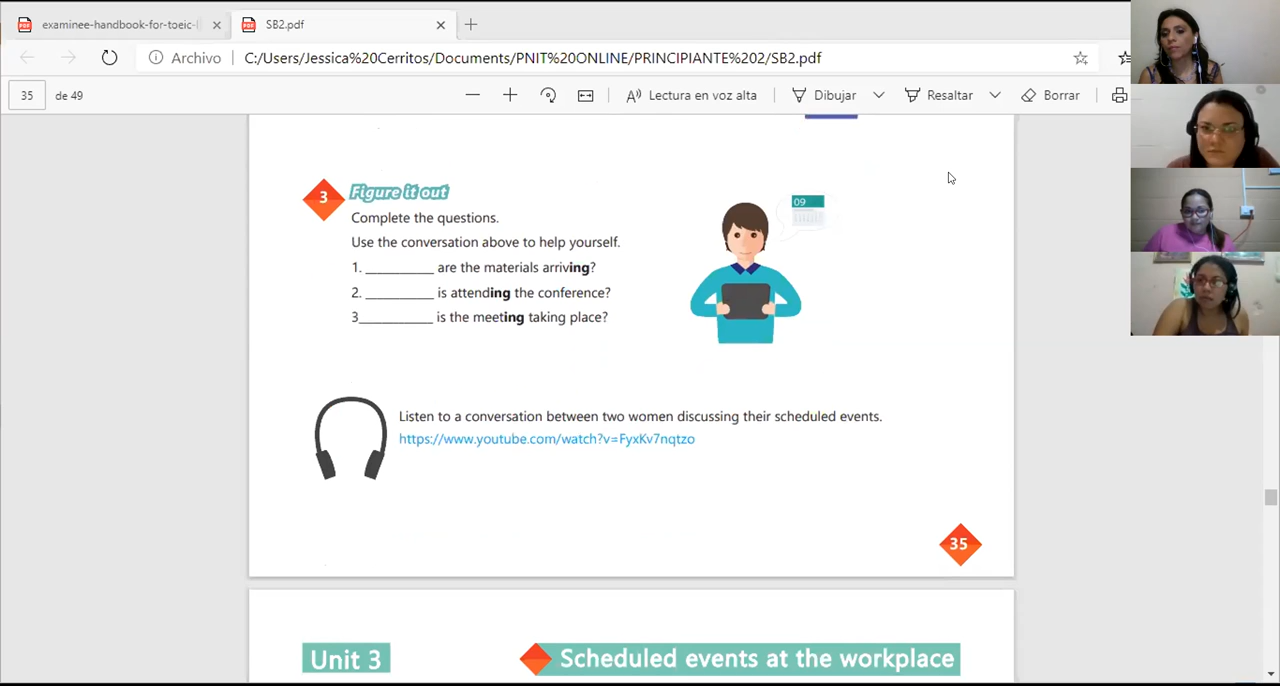 examinee-handbook-for-toeic-l
SB2.pdf
Archivo
C:/Users/Jessica%20Cerritos/Documents/PNIT%20ONLINE/PRINCIPIANTE%202/SB2.pdf
35 de 49
Lectura en voz alta
Dibujar
Resaltar
Borrar
3 Figure it out
09
Complete the questions.
Use the conversation above to help yourself.
1. __________ are the materials arriving?
2. __________ is attending the conference?
3___________ is the meeting taking place?
Listen to a conversation between two women discussing their scheduled events.
https://www.youtube.com/watch?v=FyxKv7nqtzo
35
Unit 3
Scheduled events at the workplace